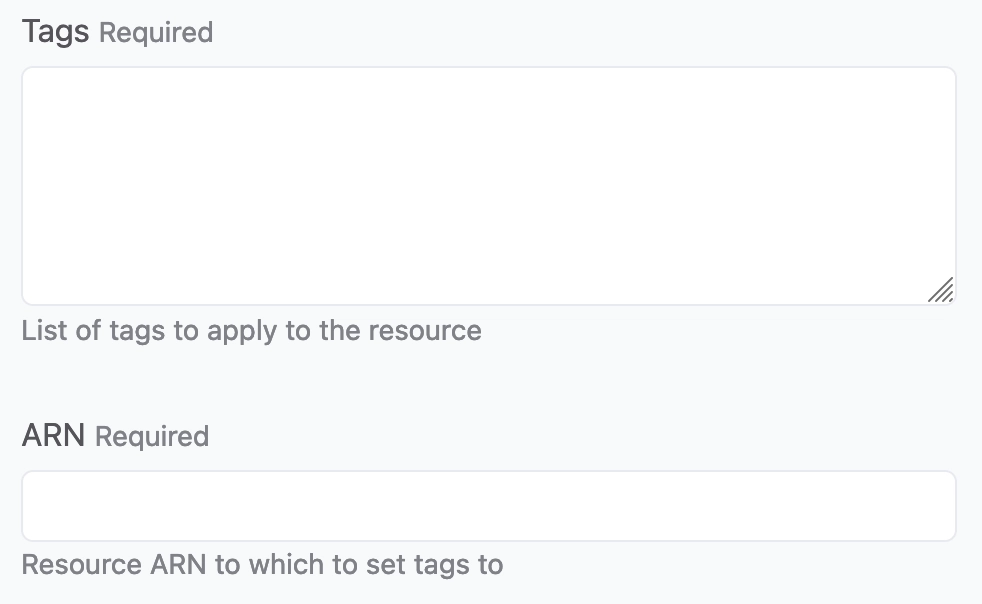 Tags Required
List of tags to apply to the resource
ARN Required
Resource ARN to which to set tags to